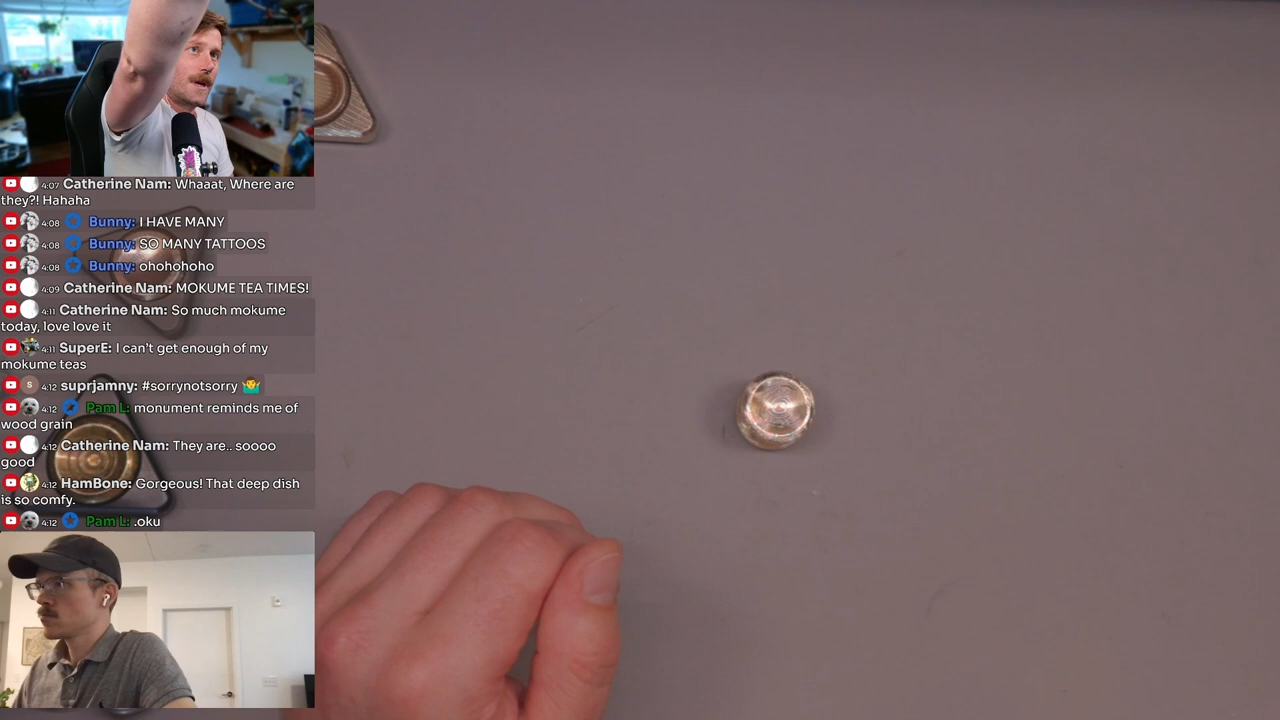 4:07 Catherine Nam: Whaaat, Where are
they?! Hahaha
4:08 Bunny: I HAVE MANY
4:08 Bunny: SO MANY TATTOOS
4:08 Bunny: ohohohoho
4:09 Catherine Nam: MOKUME TEA TIMES!
4:11 Catherine Nam: So much mokume
today, love love it
4:11 SuperE: I can't get enough of my
mokume teas
S 4:12 suprjamny: #sorrynotsorry 🤷‍♂️
4:12 Pam L: monument reminds me of
wood grain
4:12 Catherine Nam: They are.. soooo
good
4:12 HamBone: Gorgeous! That deep dish
is so comfy.
4:12 Pam L: .oku